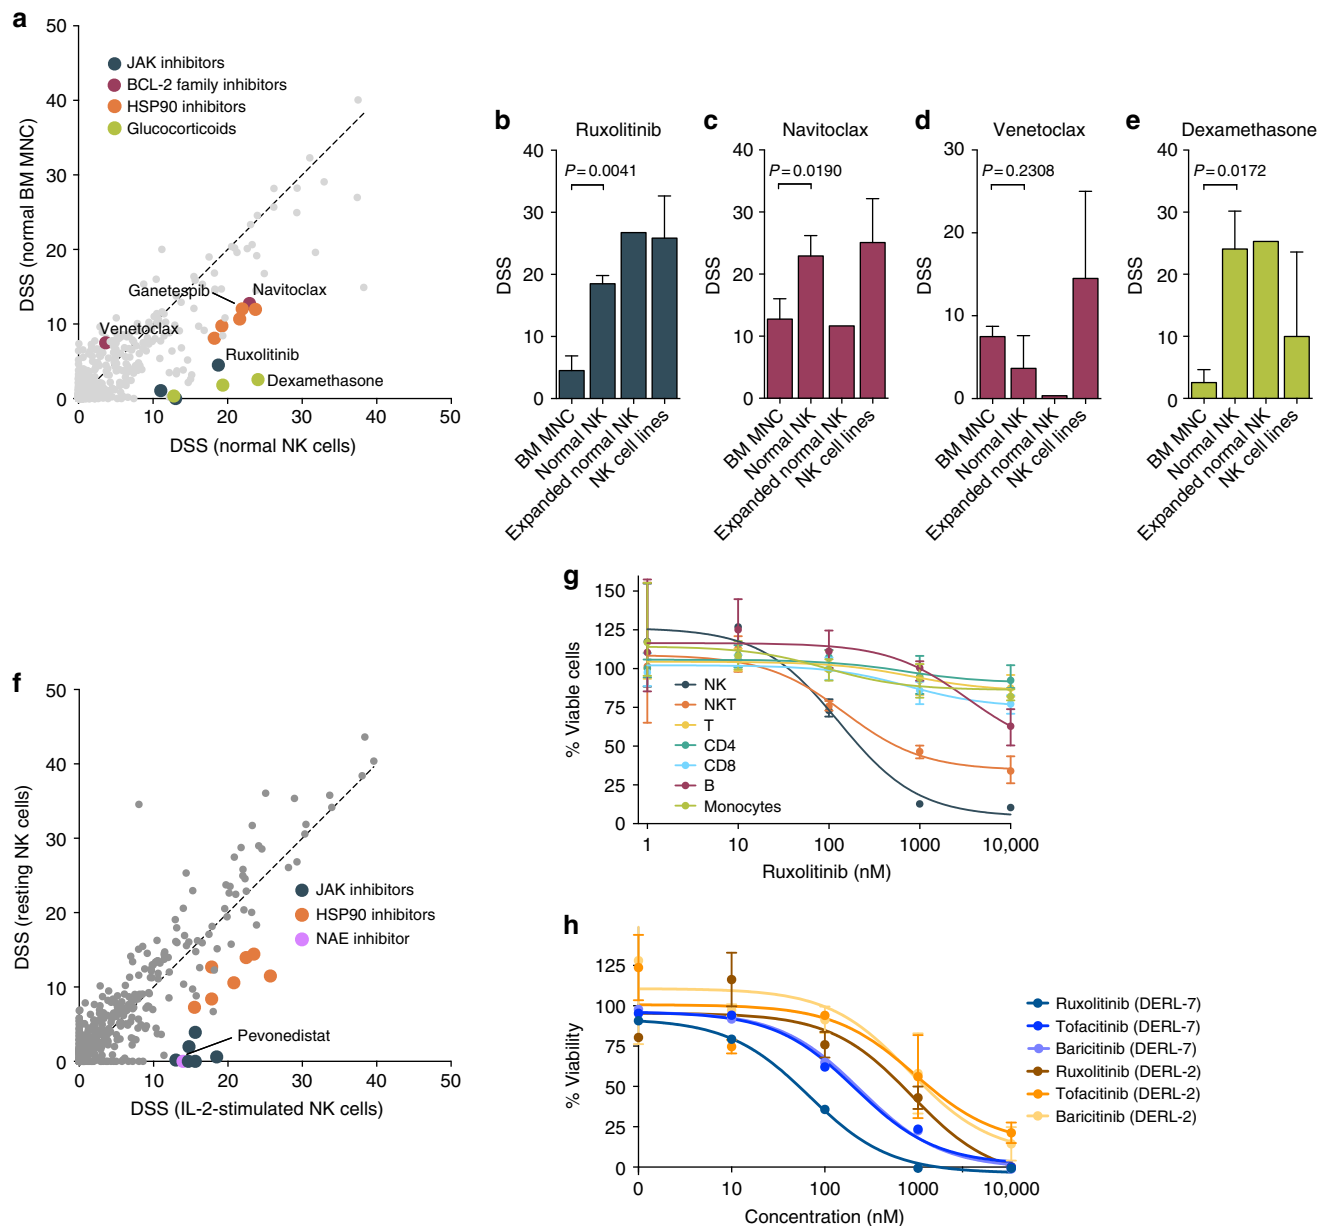 a
50
40
30
20
10
0
DSS (normal BM MNC)
JAK inhibitors
BCL-2 family inhibitors
HSP90 inhibitors
Glucocorticoids
Ganetespib
Navitoclax
Venetoclax
Ruxolitinib
Dexamethasone
0 10 20 30 40 50
DSS (normal NK cells)
b
Ruxolitinib
40
30
20
10
0
DSS
P = 0.0041
BM MNC
Normal NK
Expanded normal NK
NK cell lines
c
Navitoclax
40
30
20
10
0
DSS
P = 0.0190
BM MNC
Normal NK
Expanded normal NK
NK cell lines
d
Venetoclax
30
20
10
0
DSS
P = 0.2308
BM MNC
Normal NK
Expanded normal NK
NK cell lines
e
Dexamethasone
40
30
20
10
0
DSS
P = 0.0172
BM MNC
Normal NK
Expanded normal NK
NK cell lines
f
50
40
30
20
10
0
DSS (resting NK cells)
JAK inhibitors
HSP90 inhibitors
NAE inhibitor
Pevonedistat
0 10 20 30 40 50
DSS (IL-2-stimulated NK cells)
g
150
125
100
75
50
25
0
% Viable cells
NK
NKT
T
CD4
CD8
B
Monocytes
1 10 100 1000 10,000
Ruxolitinib (nM)
h
125
100
75
50
25
0
% Viability
0 10 100 1000 10,000
Concentration (nM)
Ruxolitinib (DERL-7)
Tofacitinib (DERL-7)
Baricitinib (DERL-7)
Ruxolitinib (DERL-2)
Tofacitinib (DERL-2)
Baricitinib (DERL-2)